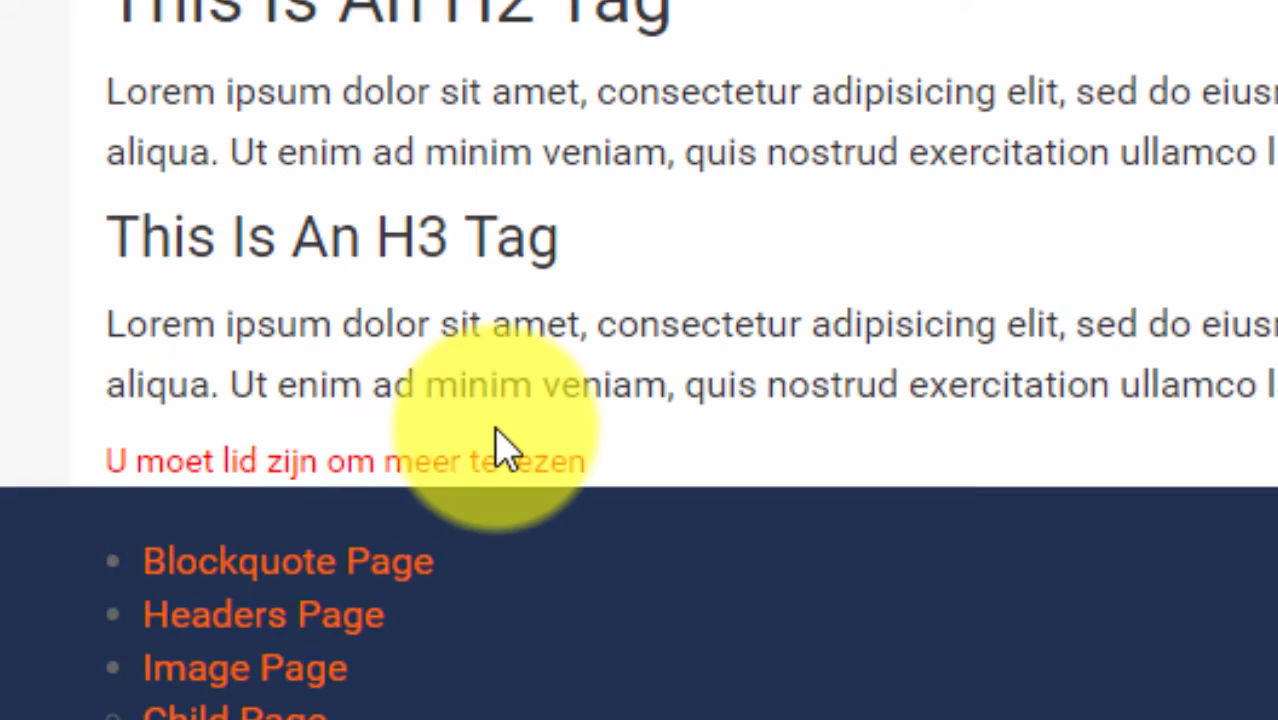 This Is An H2 Tag
Lorem ipsum dolor sit amet, consectetur adipisicing elit, sed do
aliqua. Ut enim ad minim veniam, quis nostrud exercitation ullamco
This Is An H3 Tag
Lorem ipsum dolor sit amet, consectetur adipisicing elit, sed do
aliqua. Ut enim ad minim veniam, quis nostrud exercitation ullamco
U moet lid zijn om meer te lezen
Blockquote Page
Headers Page
Image Page
Child Page